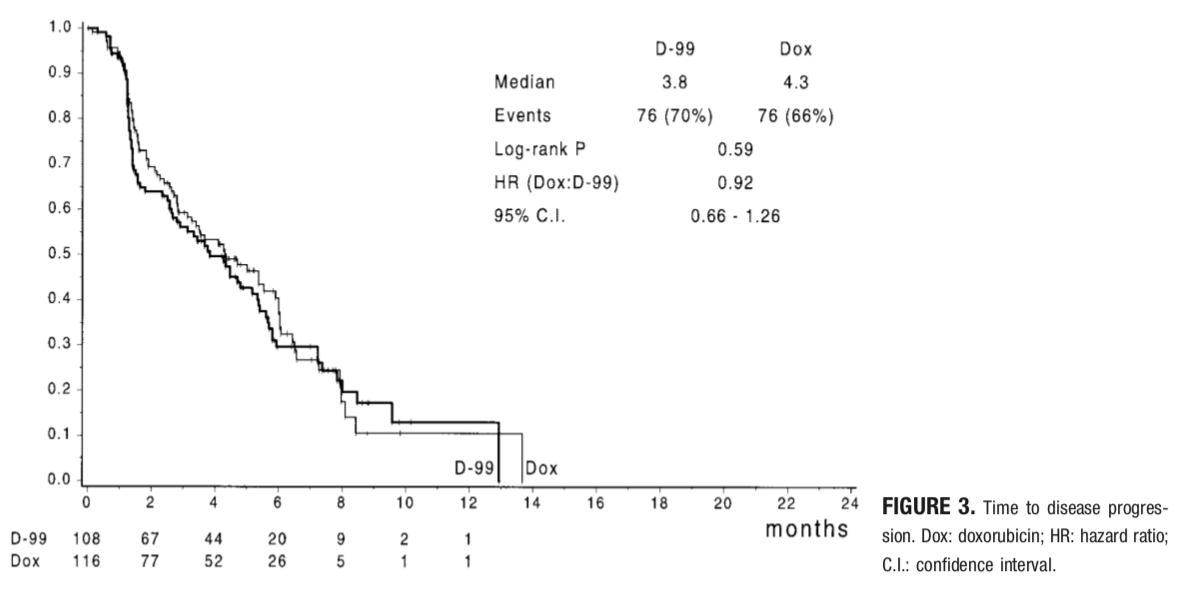 1.0
0.9
0.8
0.7
0.6
0.5
0.4
0.3
0.2
0.1
0.0
D-99 Dox
Median 3.8 4.3
Events 76 (70%) 76 (66%)
Log-rank P 0.59
HR (Dox:D-99) 0.92
95% C.I. 0.66 - 1.26
D-99 Dox
0 2 4 6 8 10 12 14 16 18 20 22 24
months
D-99 108 67 44 20 9 2 1
Dox 116 77 52 26 5 1 1
FIGURE 3. Time to disease progres-
sion. Dox: doxorubicin; HR: hazard ratio;
C.I.: confidence interval.